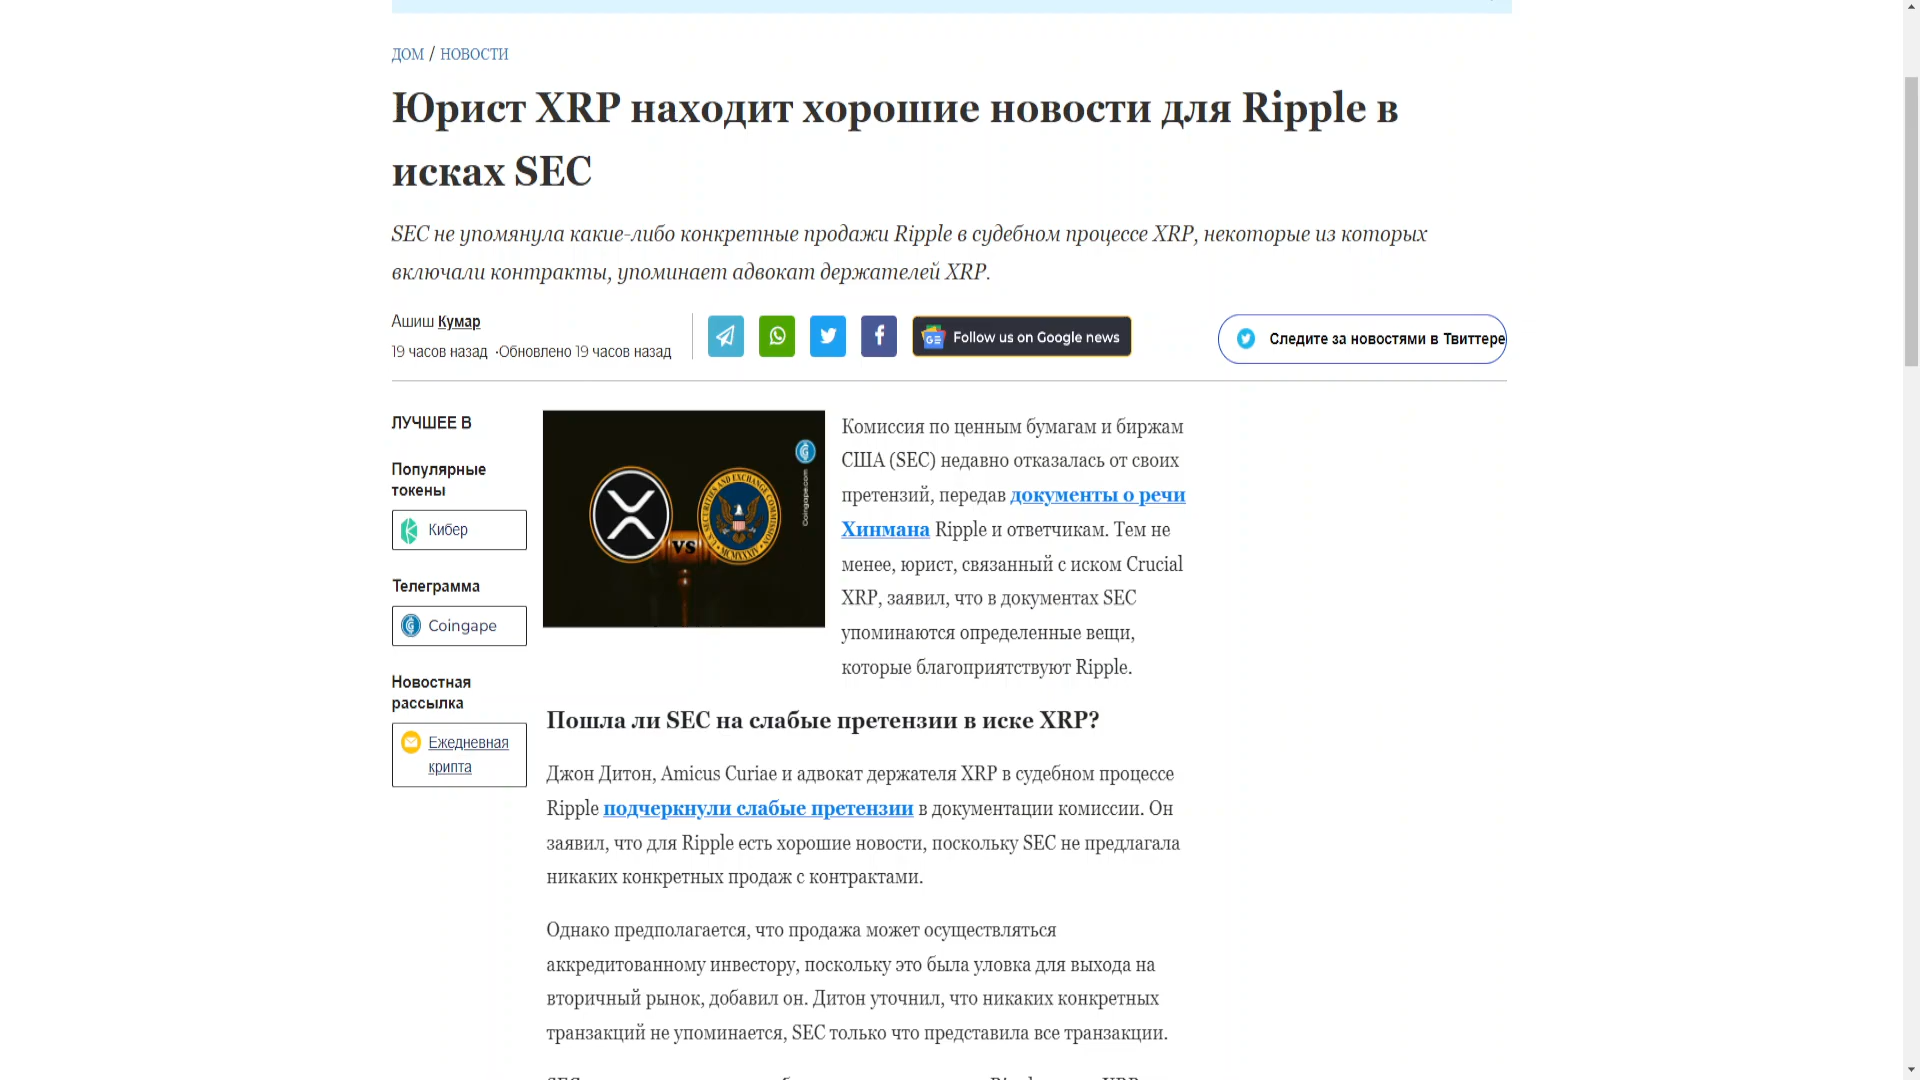 ДОМ / НОВОСТИ
Юрист XRP находит хорошие новости для Ripple в
исках SEC
SEC не упомянула какие-либо конкретные продажи Ripple в судебном процессе XRP, некоторые из которых
включали контракты, упоминает адвокат держателей XRP.
Ашиш Кумар
19 часов назад ·Обновлено 19 часов назад
Follow us on Google news
Следите за новостями в Твиттере
ЛУЧШЕЕ В
Популярные
токены
Кибер
Телеграмма
Coingape
Новостная
рассылка
Ежедневная
крипта
Coingape.com
SECURITIES AND EXCHANGE COMMISSION
MCMXXXIV
VS
Комиссия по ценным бумагам и биржам
США (SEC) недавно отказалась от своих
претензий, передав документы о речи
Хинмана Ripple и ответчикам. Тем не
менее, юрист, связанный с иском Crucial
XRP, заявил, что в документах SEC
упоминаются определенные вещи,
которые благоприятствуют Ripple.
Пошла ли SEC на слабые претензии в иске XRP?
Джон Дитон, Amicus Curiae и адвокат держателя XRP в судебном процессе
Ripple подчеркнули слабые претензии в документации комиссии. Он
заявил, что для Ripple есть хорошие новости, поскольку SEC не предлагала
никаких конкретных продаж с контрактами.
Однако предполагается, что продажа может осуществляться
аккредитованному инвестору, поскольку это была уловка для выхода на
вторичный рынок, добавил он. Дитон уточнил, что никаких конкретных
транзакций не упоминается, SEC только что представила все транзакции.